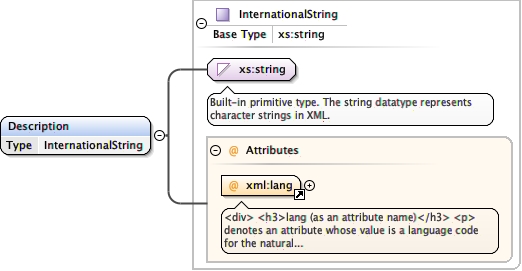 InternationalString
Base Type xs:string
xs:string
Built-in primitive type. The string datatype represents
character strings in XML.
Description
Type InternationalString
@ Attributes
@ xml:lang
<div> <h3>lang (as an attribute name)</h3> <p>
denotes an attribute whose value is a language code
for the natural...